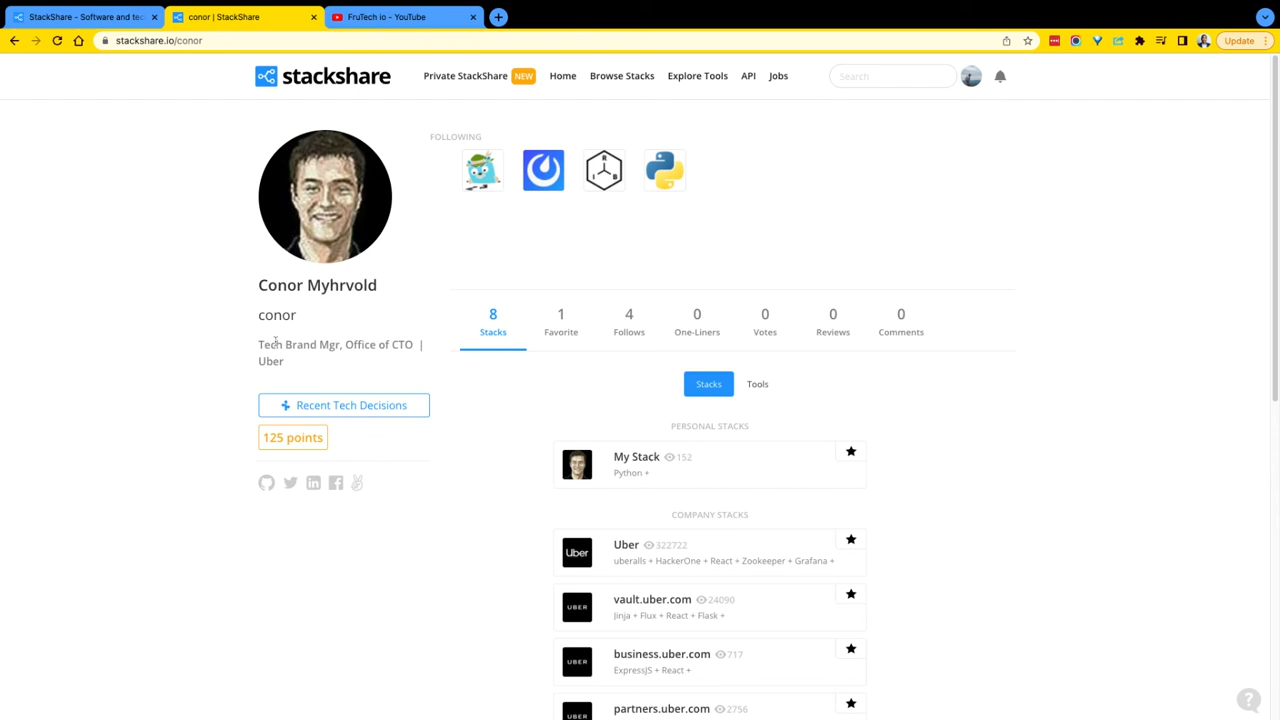 StackShare - Software and tec
conor | StackShare
FruTech io - YouTube
stackshare.io/conor
Update
stackshare
Private StackShare NEW Home Browse Stacks Explore Tools API Jobs
Search
FOLLOWING
R
I B
Conor Myhrvold
conor
Tech Brand Mgr, Office of CTO |
Uber
Recent Tech Decisions
125 points
8 1 4 0 0 0 0
Stacks Favorite Follows One-Liners Votes Reviews Comments
Stacks Tools
PERSONAL STACKS
My Stack 152
Python +
COMPANY STACKS
Uber
Uber 322722
uberalls + HackerOne + React + Zookeeper + Grafana +
UBER
vault.uber.com 24090
Jinja + Flux + React + Flask +
UBER
business.uber.com 717
ExpressJS + React +
UBER
partners.uber.com 2756